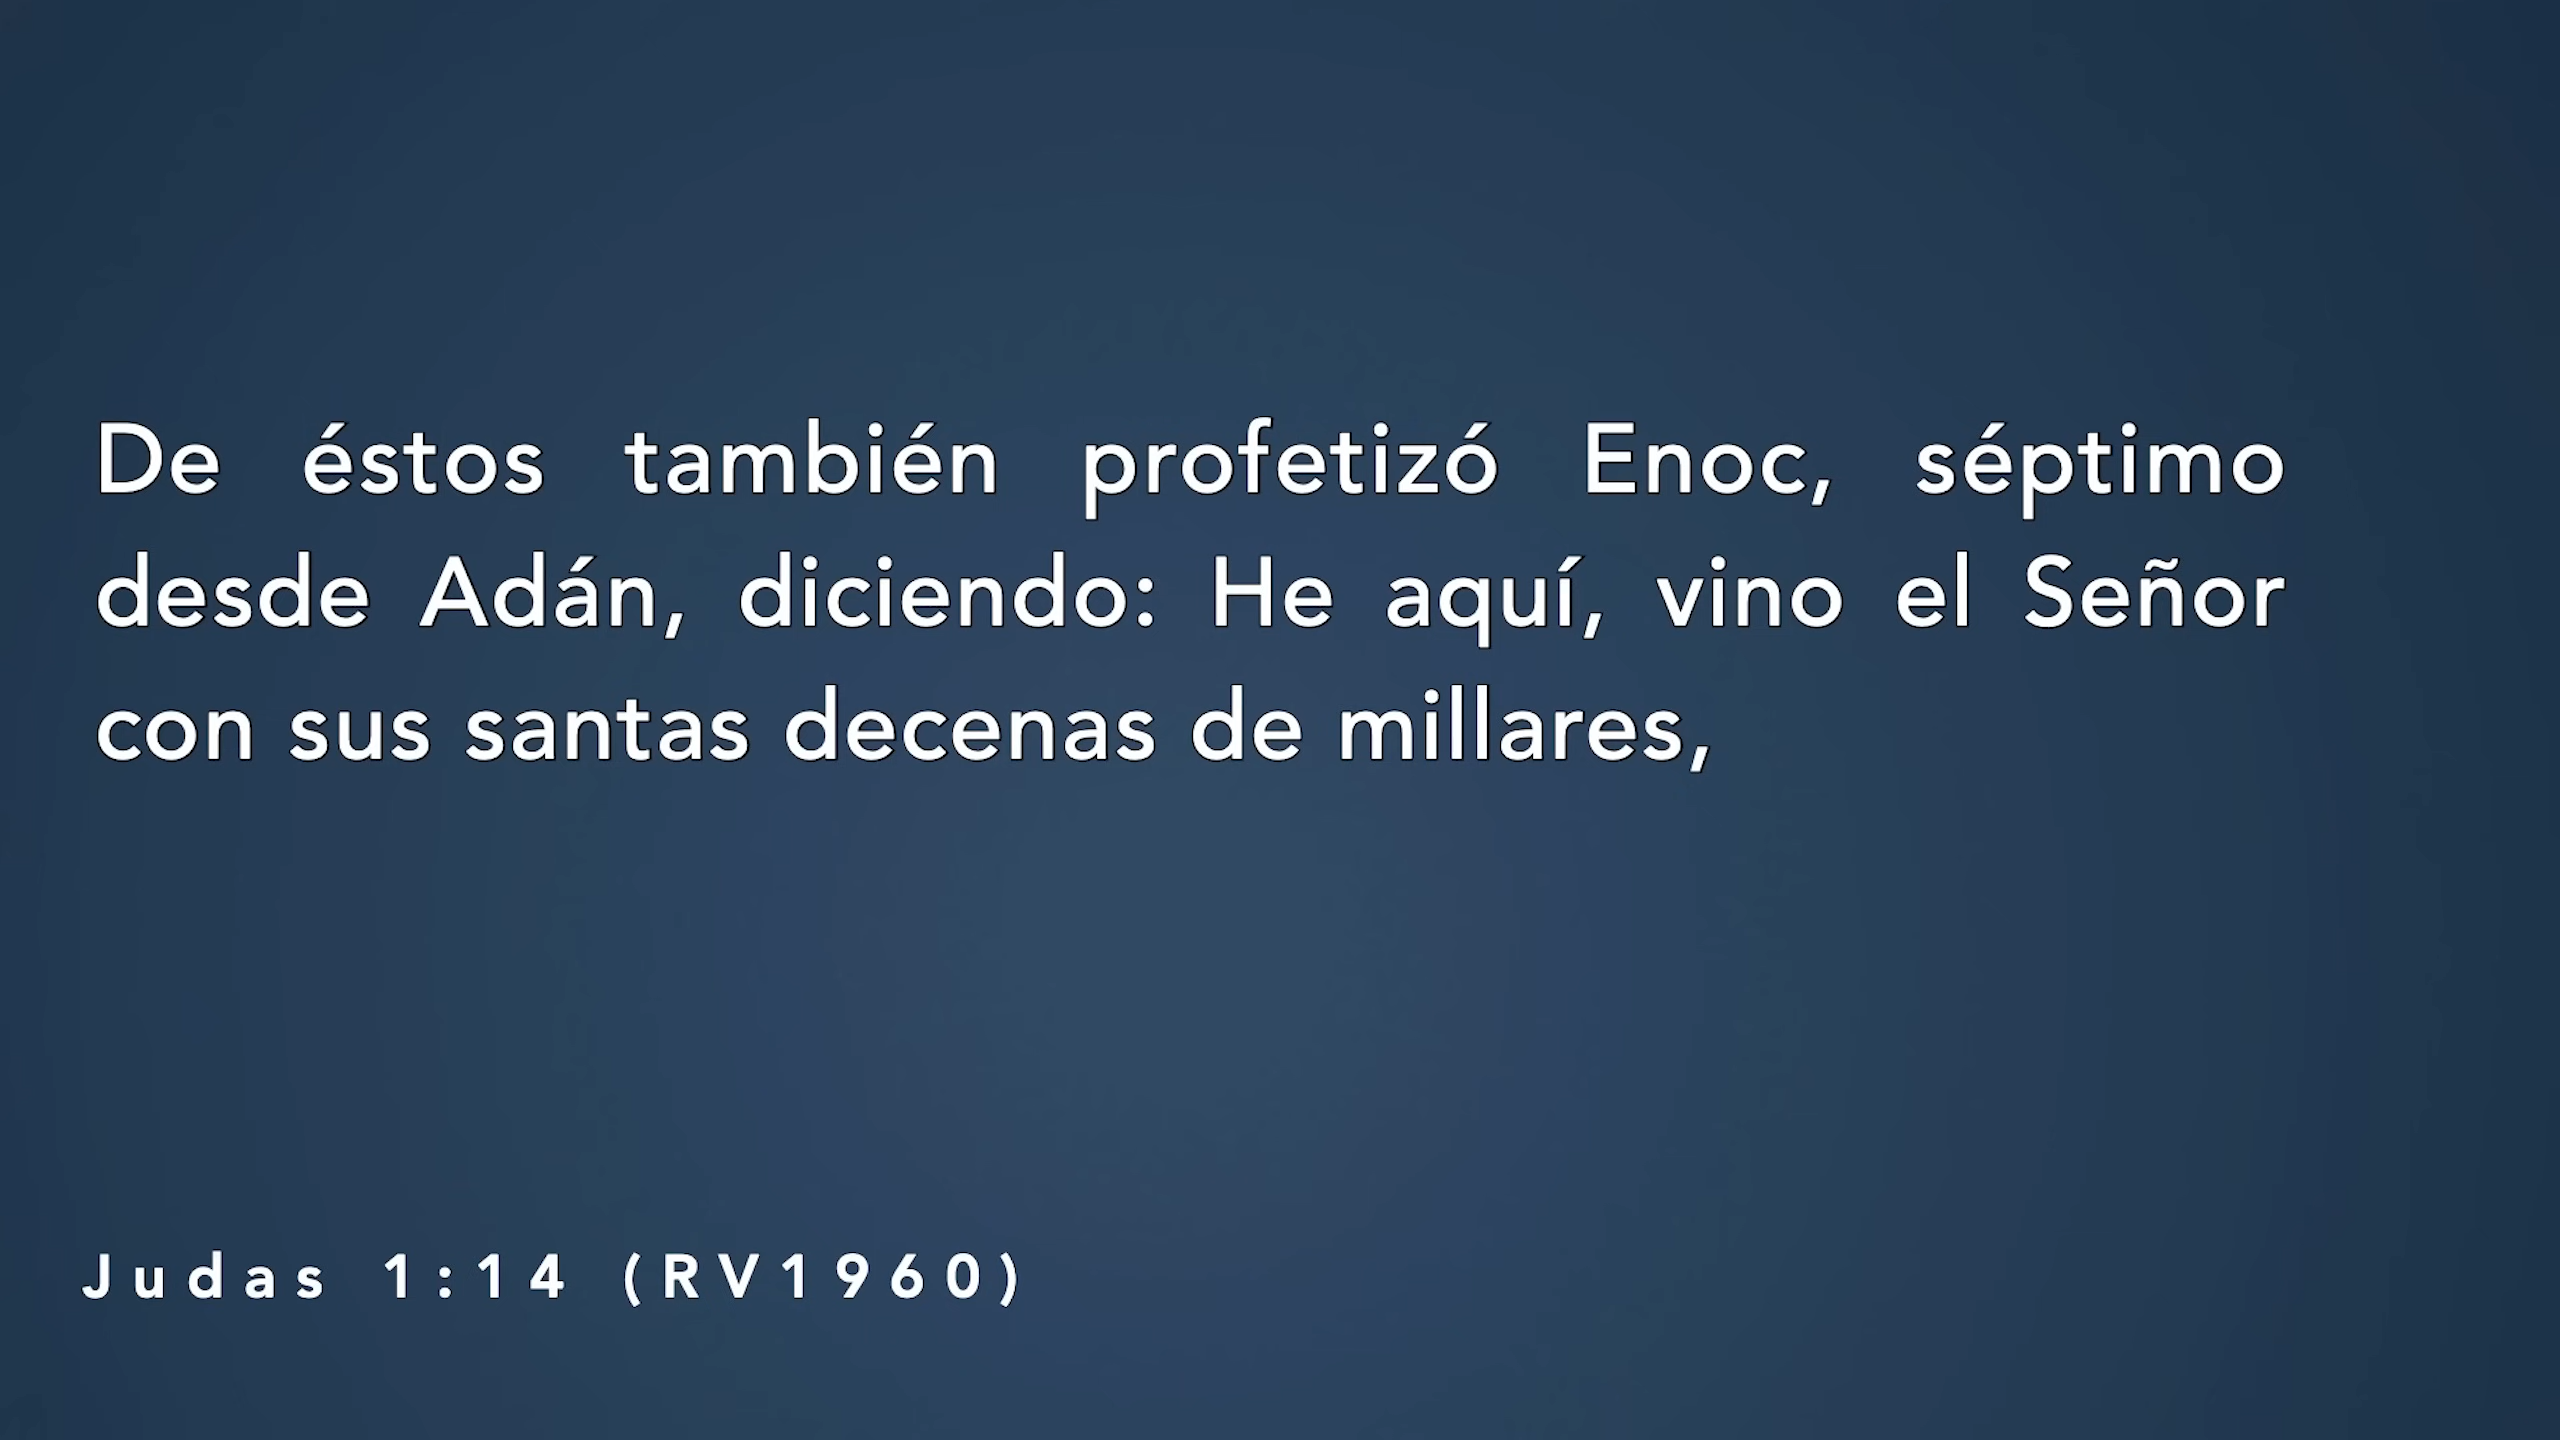 De éstos también profetizó Enoc, séptimo
desde Adán, diciendo: He aquí, vino el Señor
con sus santas decenas de millares,
Judas 1:14 (RV1960)